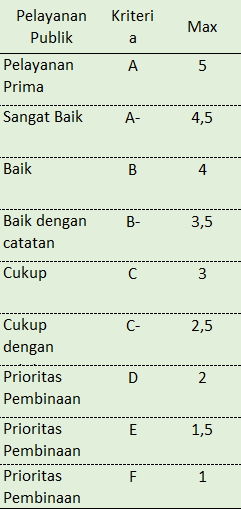 Pelayanan Publik Kriteri a Max
Pelayanan Prima A 5
Sangat Baik A- 4,5
Baik B 4
Baik dengan catatan B- 3,5
Cukup C 3
Cukup dengan C- 2,5
Prioritas Pembinaan D 2
Prioritas Pembinaan E 1,5
Prioritas Pembinaan F 1